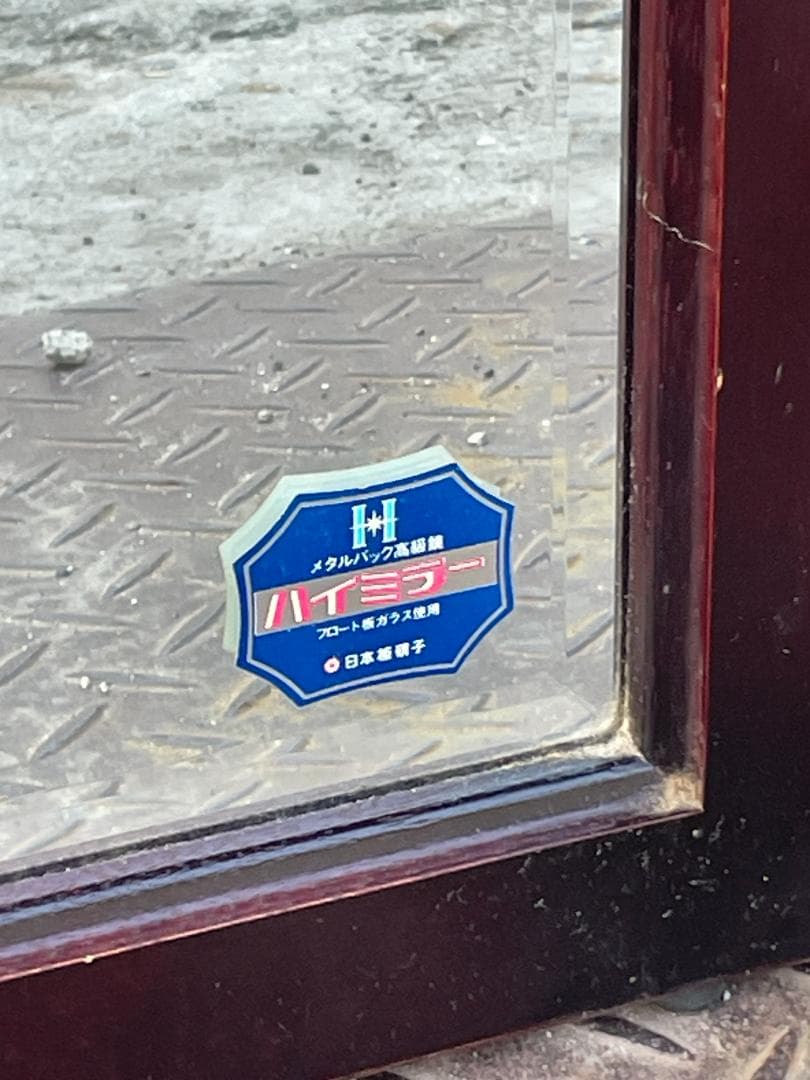 H
メタルバック高級鏡
ハイミラー
フロート板ガラス使用
日本板硝子